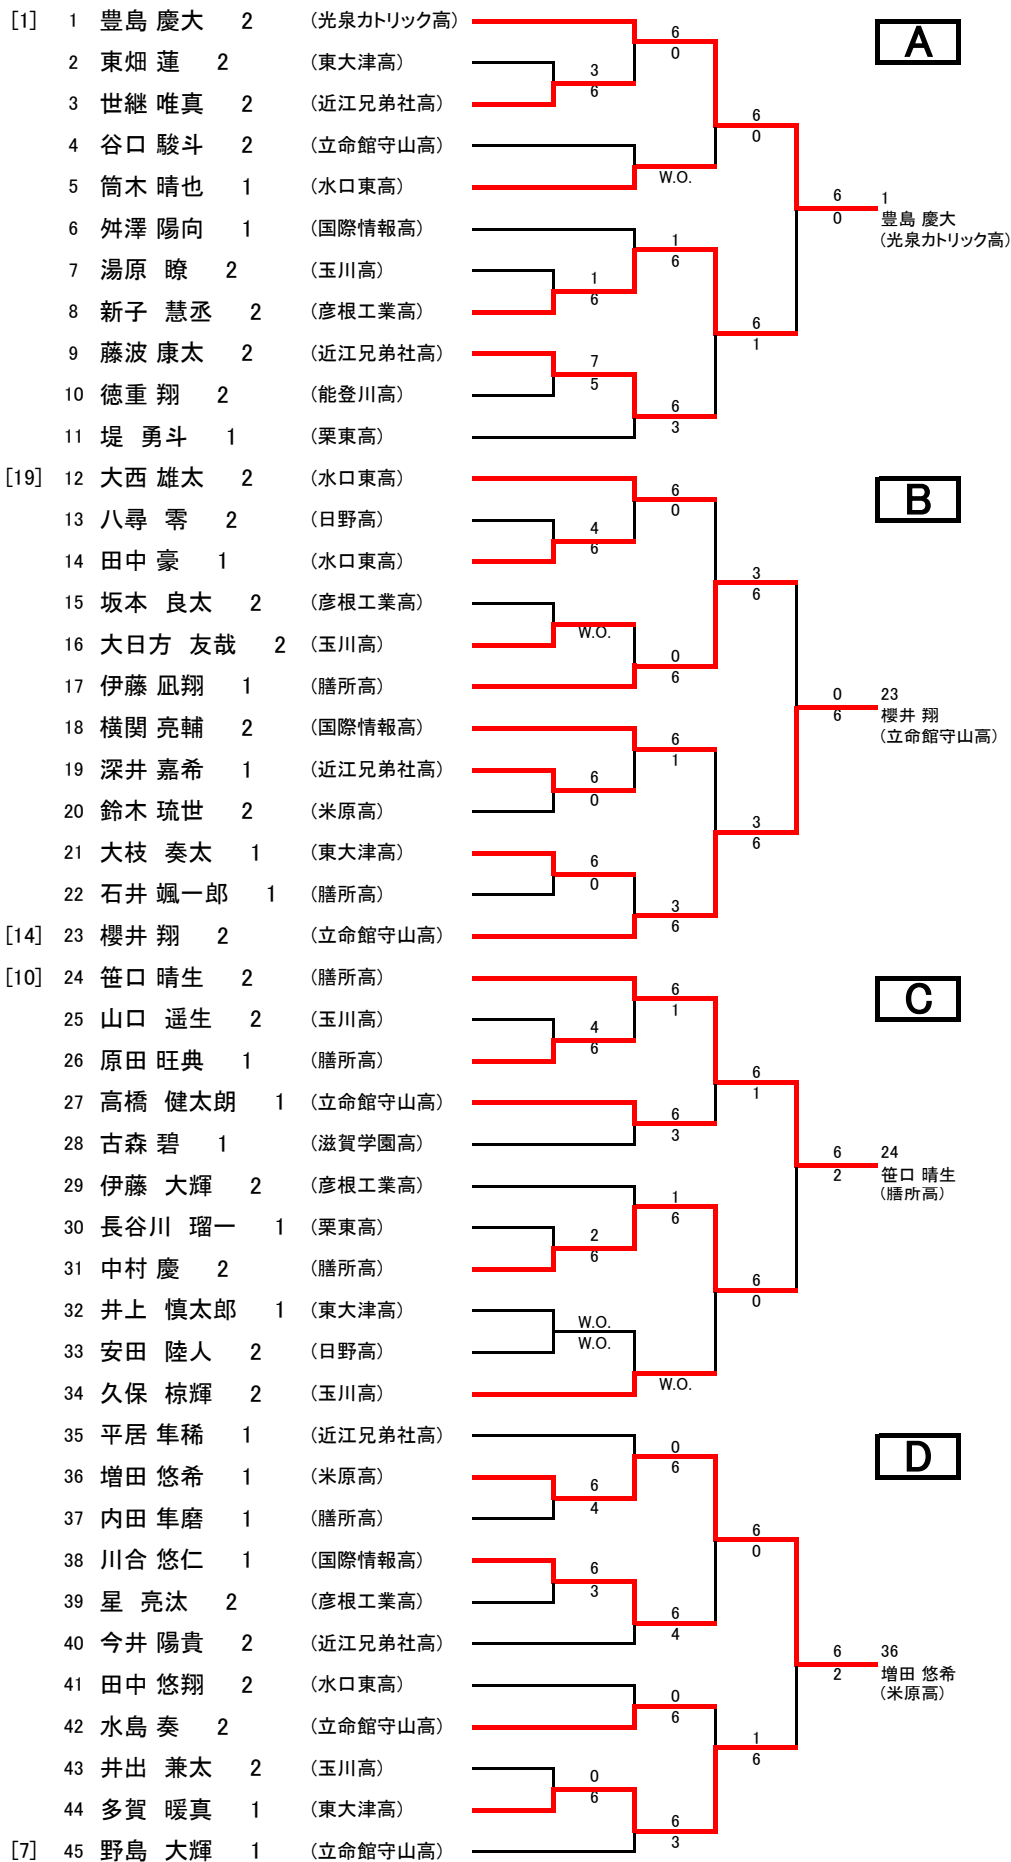 [1] 1 豊島 慶大 2 (光泉カトリック高) 6 0 A
2 東畑 蓮 2 (東大津高) 3 6
3 世継 唯真 2 (近江兄弟社高)
6 0
4 谷口 駿斗 2 (立命館守山高)
W.O.
5 筒木 晴也 1 (水口東高)
6 0 1 豊島 慶大 (光泉カトリック高)
6 舛澤 陽向 1 (国際情報高) 1 6
7 湯原 瞭 2 (玉川高) 1 6
8 新子 慧丞 2 (彦根工業高)
6 1
9 藤波 康太 2 (近江兄弟社高) 7 5
10 徳重 翔 2 (能登川高) 6 3
11 堤 勇斗 1 (栗東高)
[19] 12 大西 雄太 2 (水口東高) 6 0 B
13 八尋 零 2 (日野高) 4 6
14 田中 豪 1 (水口東高)
3 6
15 坂本 良太 2 (彦根工業高)
W.O.
16 大日方 友哉 2 (玉川高) 0 6
17 伊藤 凪翔 1 (膳所高)
0 6 23 櫻井 翔 (立命館守山高)
18 横関 亮輔 2 (国際情報高) 6 1
19 深井 嘉希 1 (近江兄弟社高) 6 0
20 鈴木 琉世 2 (米原高)
3 6
21 大枝 奏太 1 (東大津高) 6 0
22 石井 颯一郎 1 (膳所高) 3 6
[14] 23 櫻井 翔 2 (立命館守山高)
[10] 24 笹口 晴生 2 (膳所高) 6 1 C
25 山口 遥生 2 (玉川高) 4 6
26 原田 旺典 1 (膳所高)
6 1
27 高橋 健太朗 1 (立命館守山高) 6 3
28 古森 碧 1 (滋賀学園高)
6 2 24 笹口 晴生 (膳所高)
29 伊藤 大輝 2 (彦根工業高) 1 6
30 長谷川 瑠一 1 (栗東高) 2 6
31 中村 慶 2 (膳所高)
6 0
32 井上 慎太郎 1 (東大津高) W.O. W.O.
33 安田 陸人 2 (日野高)
W.O.
34 久保 椋輝 2 (玉川高)
35 平居 隼稀 1 (近江兄弟社高) 0 6 D
36 増田 悠希 1 (米原高) 6 4
37 内田 隼磨 1 (膳所高)
6 0
38 川合 悠仁 1 (国際情報高) 6 3
39 星 亮汰 2 (彦根工業高) 6 4
40 今井 陽貴 2 (近江兄弟社高)
6 2 36 増田 悠希 (米原高)
41 田中 悠翔 2 (水口東高) 0 6
42 水島 奏 2 (立命館守山高)
1 6
43 井出 兼太 2 (玉川高) 0 6
44 多賀 暖真 1 (東大津高) 6 3
[7] 45 野島 大輝 1 (立命館守山高)